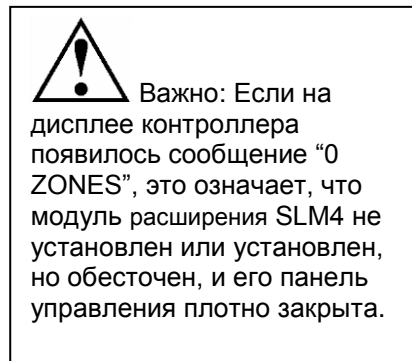 Важно: Если на
дисплее контроллера
появилось сообщение “0
ZONES”, это означает, что
модуль расширения SLM4 не
установлен или установлен,
но обесточен, и его панель
управления плотно закрыта.